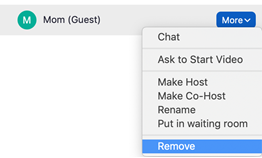 M Mom (Guest) More
Chat
Ask to Start Video
Make Host
Make Co-Host
Rename
Put in waiting room
Remove